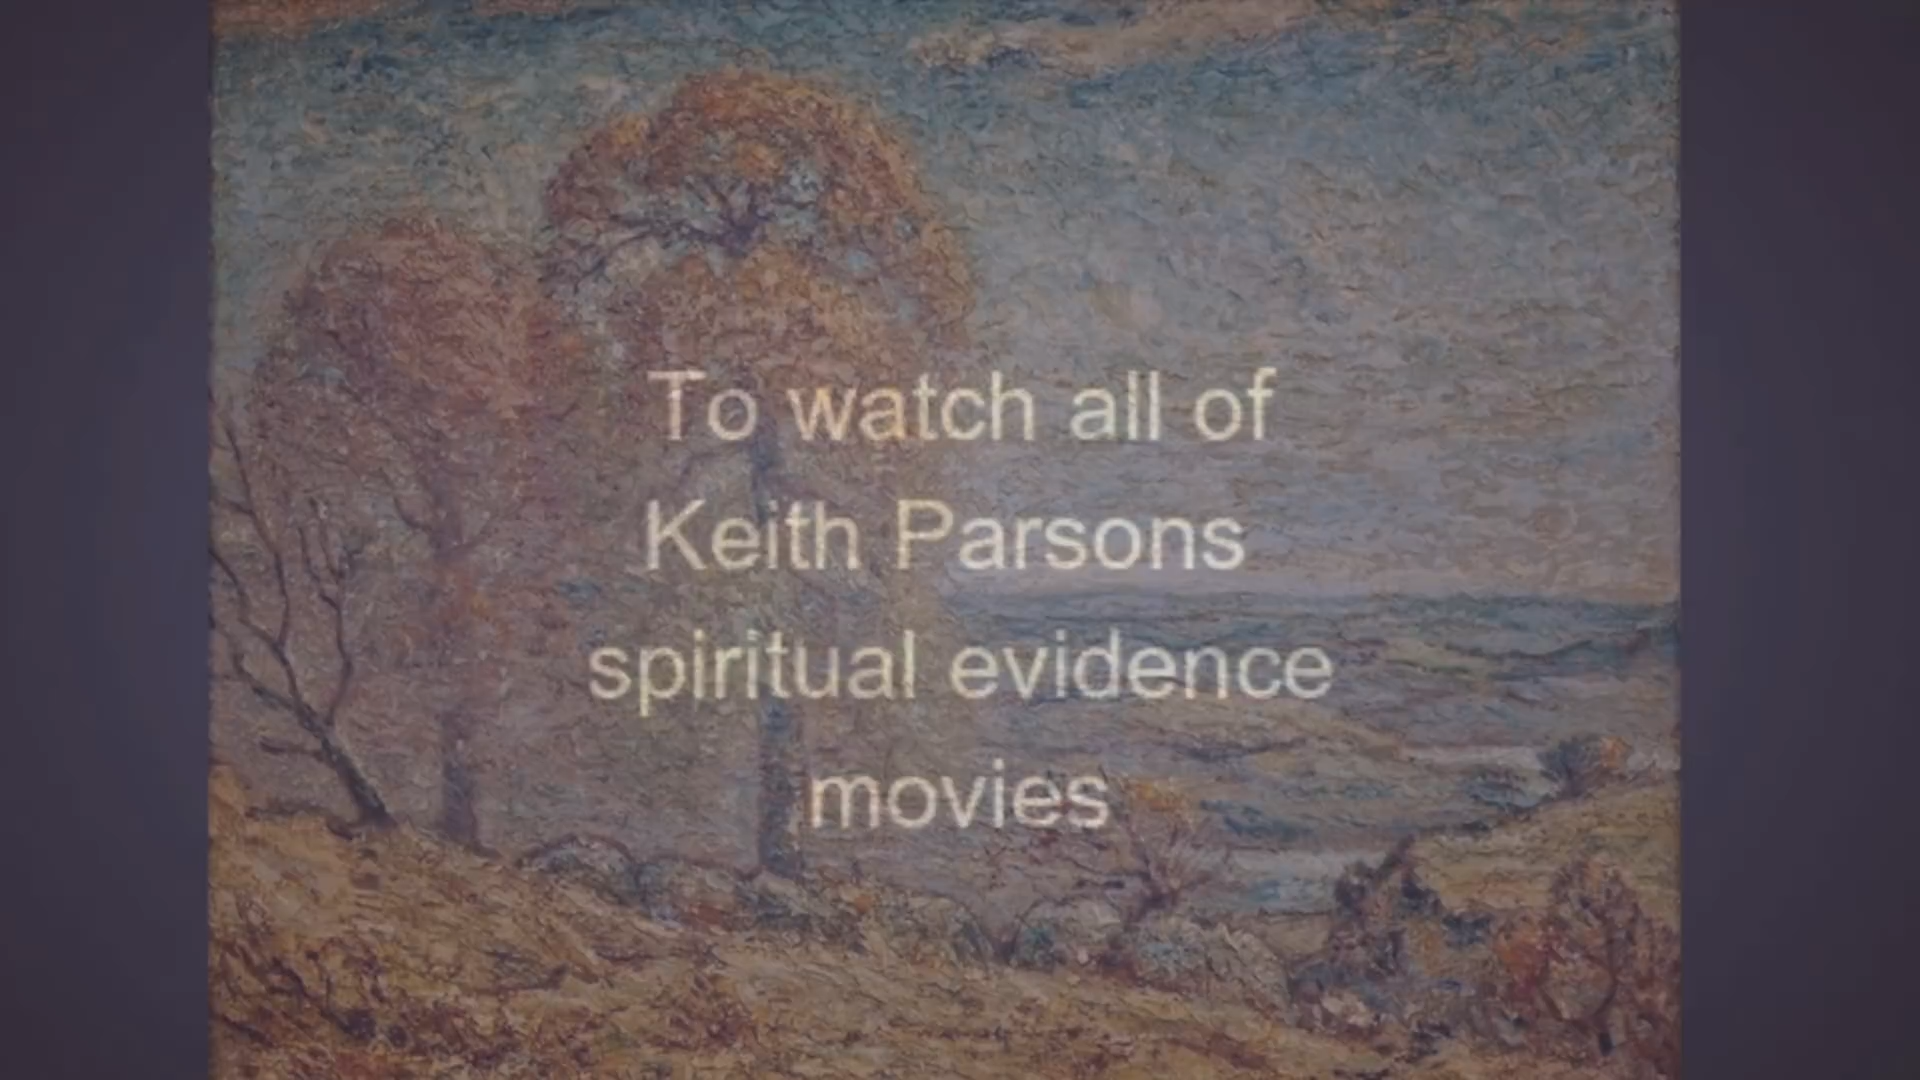 To watch all of
Keith Parsons
spiritual evidence
movies